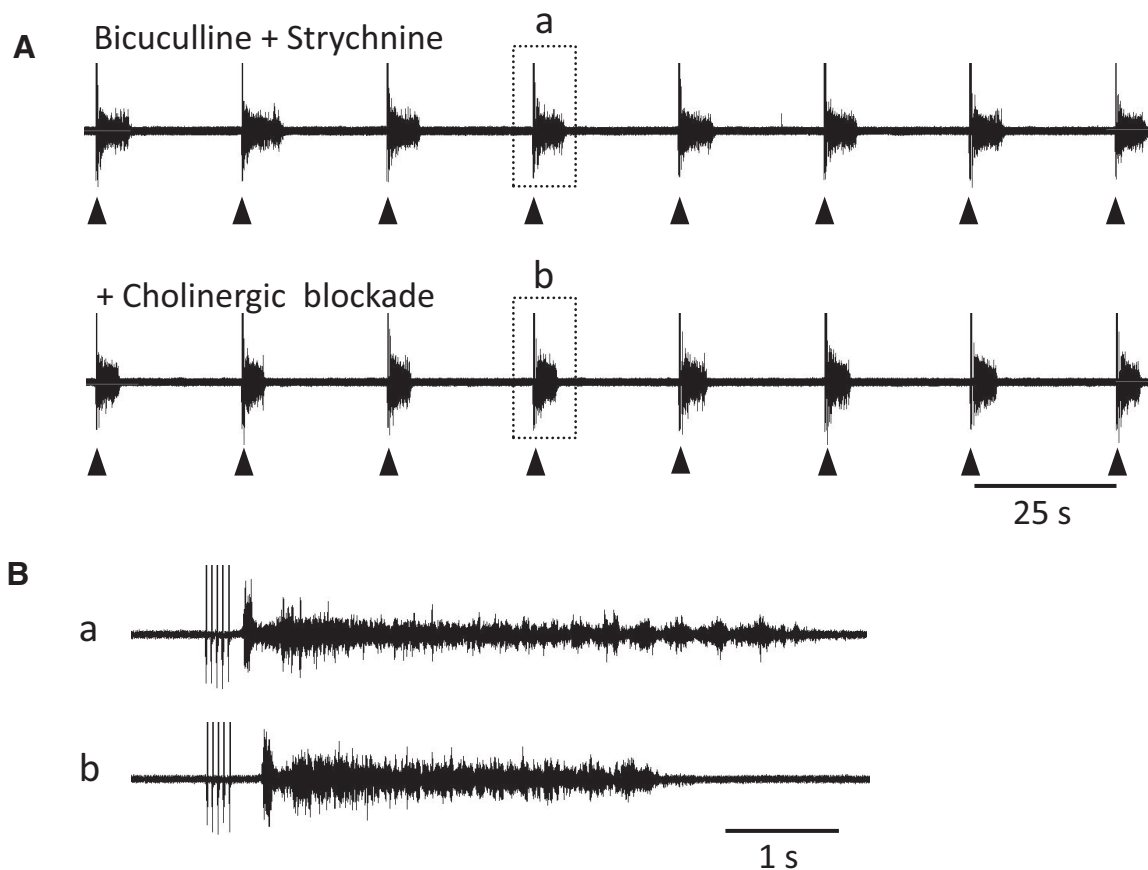 A
Bicuculline + Strychnine
a
+ Cholinergic blockade
b
25 s
B
a
b
1 s